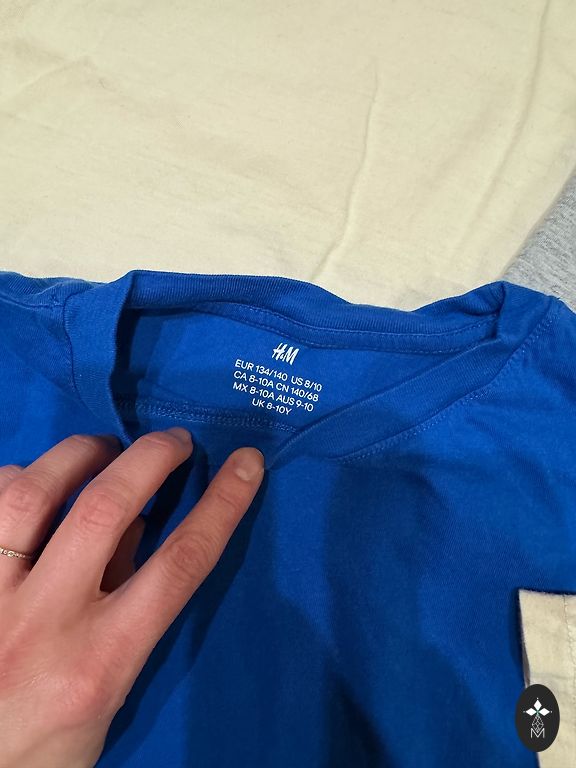 H&M
EUR 134/140 US 8/10
CA 8-10A CN 140/68
MX 8-10A AUS 9-10
UK 8-10Y
M